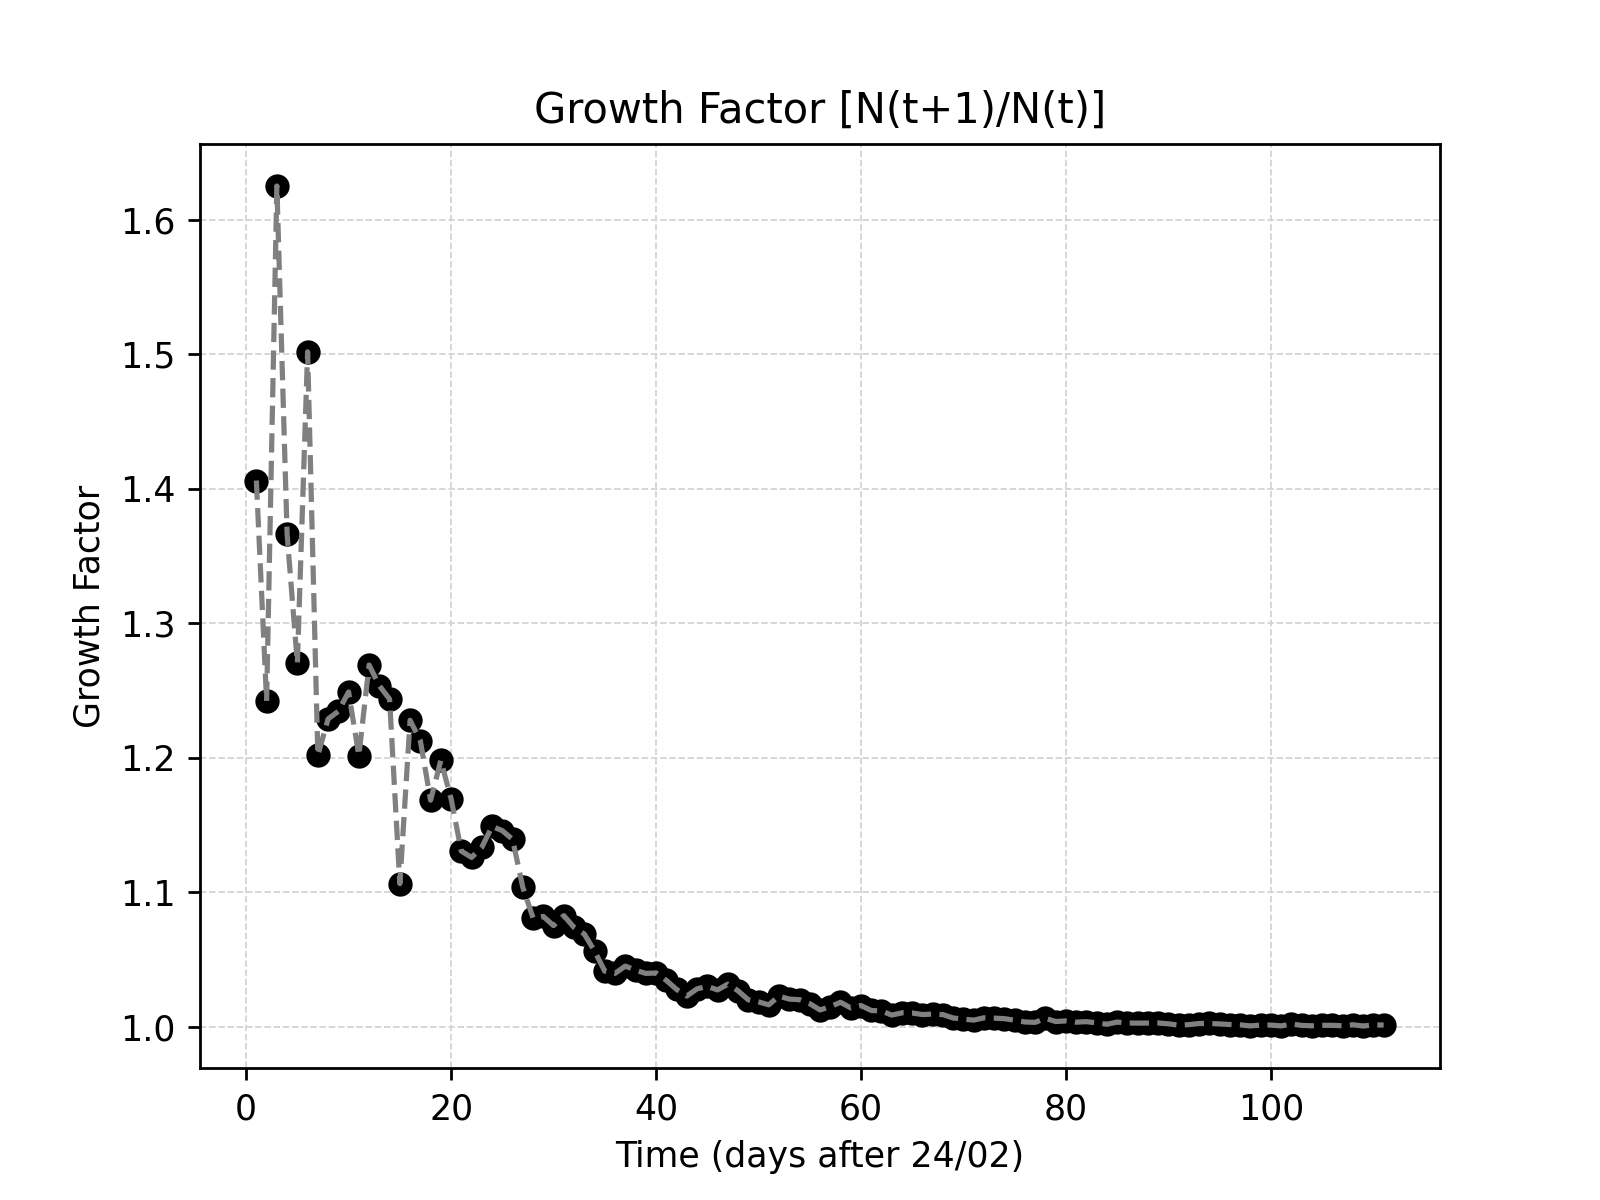 Growth Factor [N(t+1)/N(t)]
1.6
1.5
1.4
1.3
1.2
1.1
1.0
Growth Factor
0 20 40 60 80 100
Time (days after 24/02)